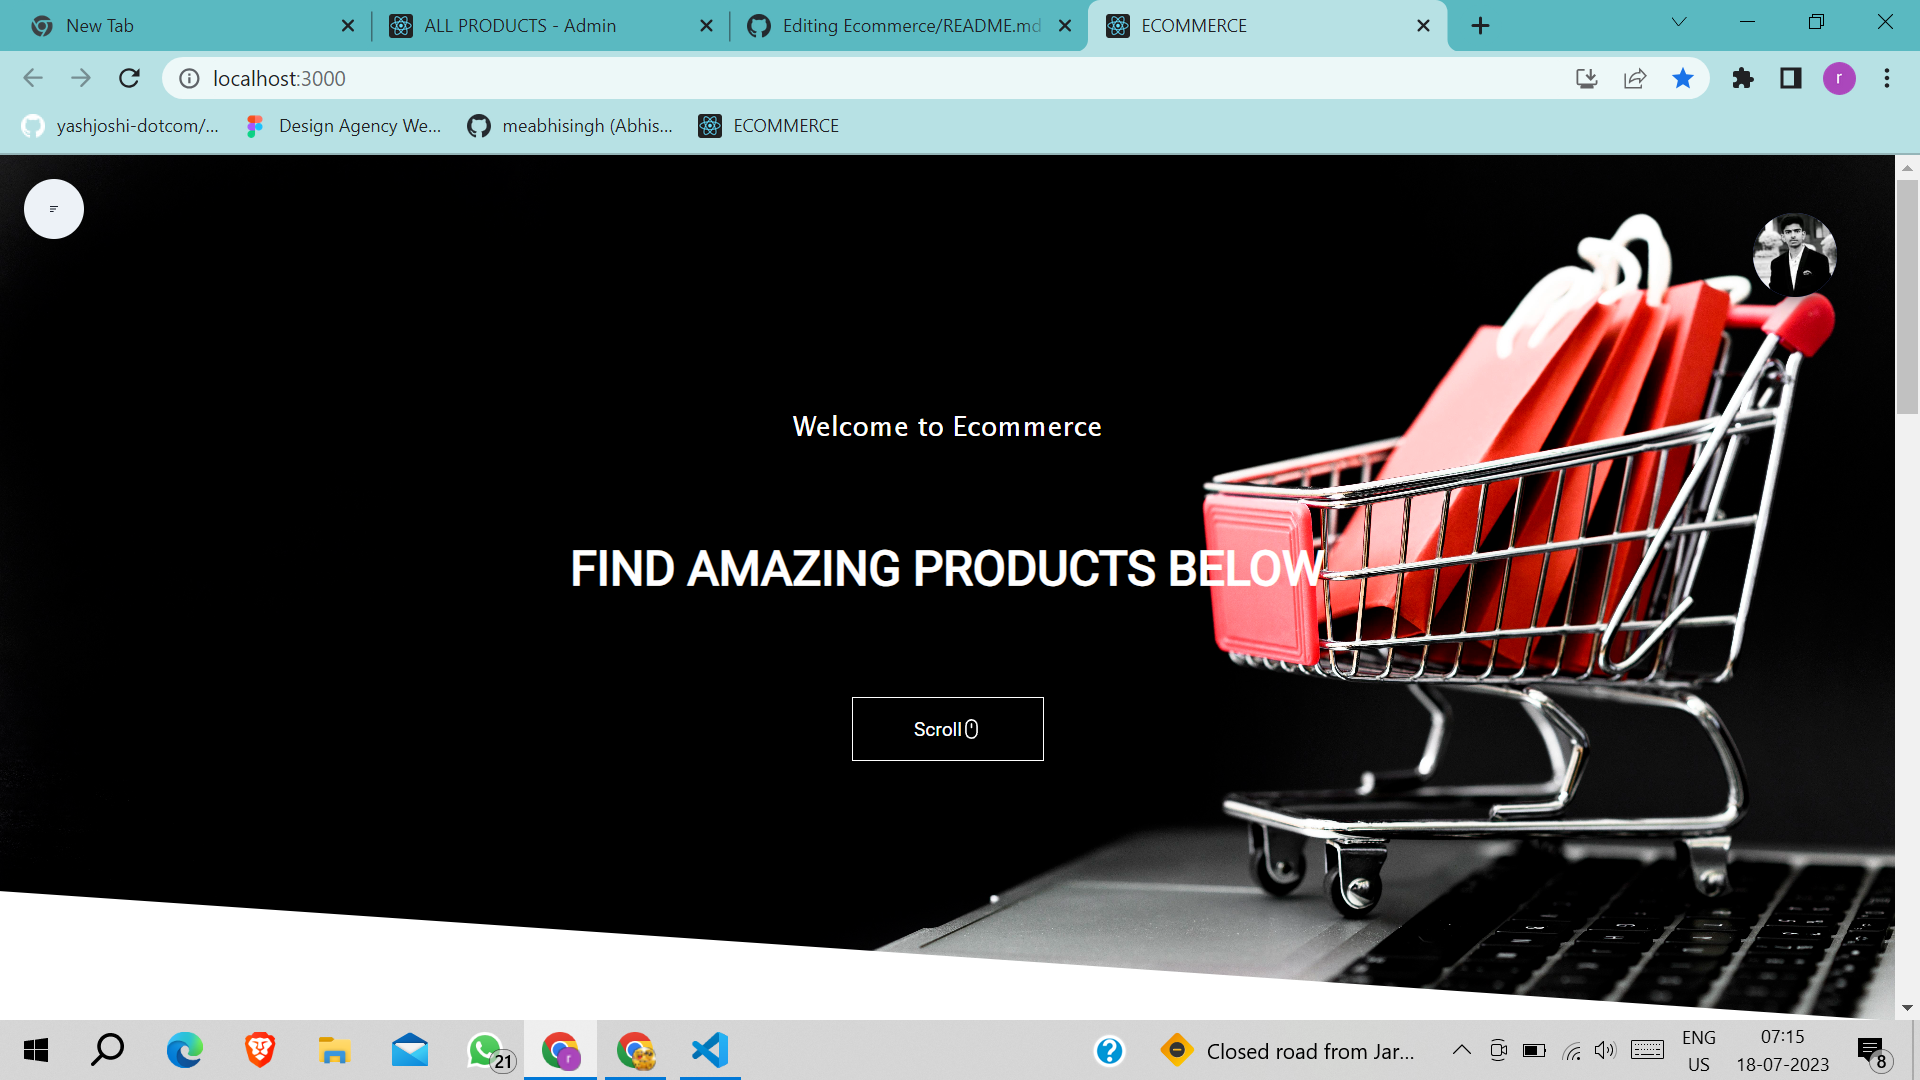 New Tab
ALL PRODUCTS - Admin
Editing Ecommerce/README.md
ECOMMERCE
localhost:3000
r
yashjoshi-dotcom/...
Design Agency We...
meabhisingh (Abhis...
ECOMMERCE
Welcome to Ecommerce
FIND AMAZING PRODUCTS BELOW
Scroll
21
r
Closed road from Jar...
ENG
US
07:15
18-07-2023
8